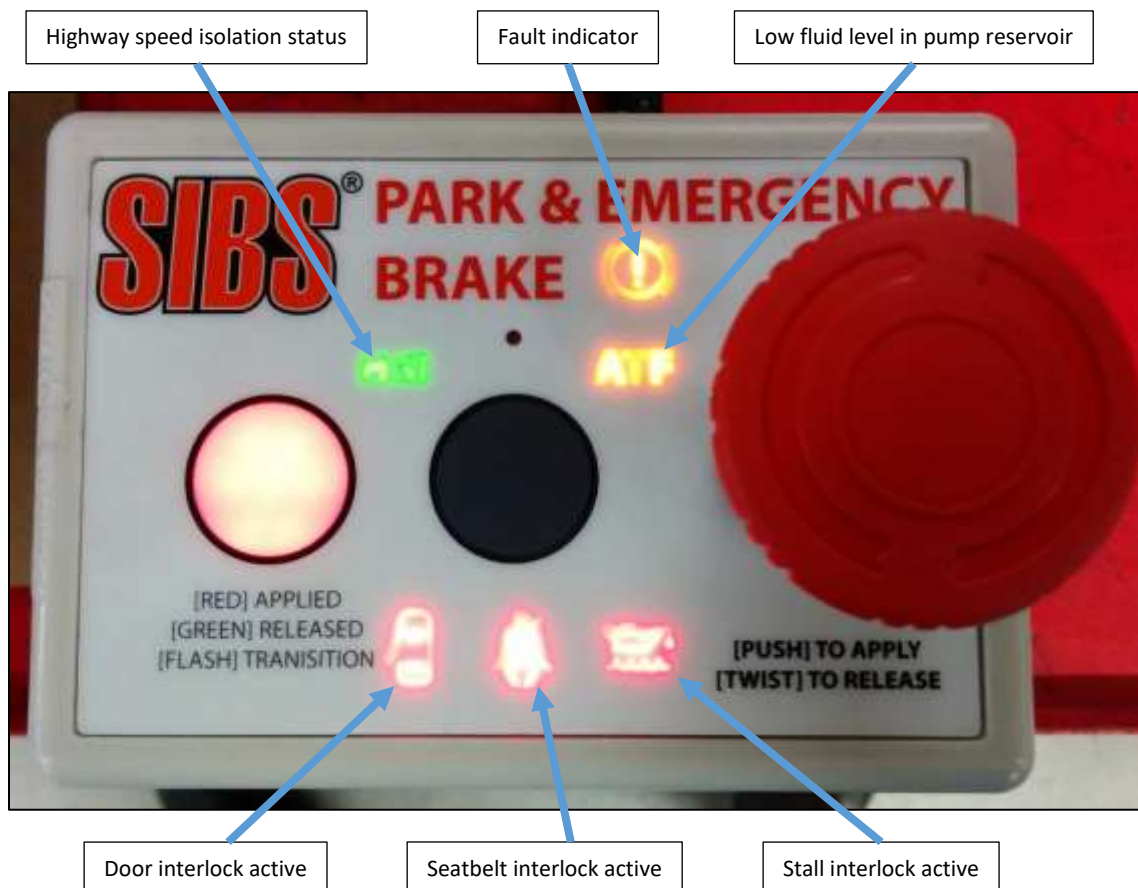 Highway speed isolation status
Fault indicator
Low fluid level in pump reservoir
SIBS® PARK & EMERGENCY
BRAKE
ATF
[RED] APPLIED
[GREEN] RELEASED
[FLASH] TRANISITION
[PUSH] TO APPLY
[TWIST] TO RELEASE
Door interlock active
Seatbelt interlock active
Stall interlock active